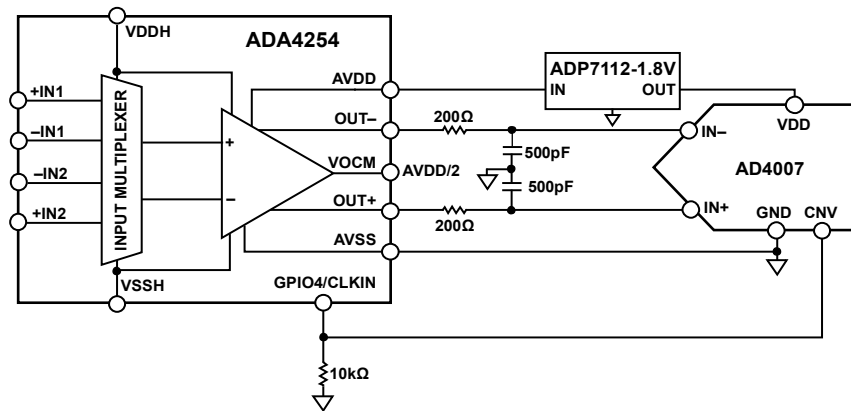 VDDH
ADA4254
+IN1
–IN1
–IN2
+IN2
INPUT MULTIPLEXER
+
–
VSSH
AVDD
OUT–
VOCM
AVDD/2
OUT+
AVSS
GPIO4/CLKIN
10kΩ
200Ω
500pF
500pF
200Ω
ADP7112-1.8V
IN OUT
VDD
IN–
AD4007
IN+
GND CNV